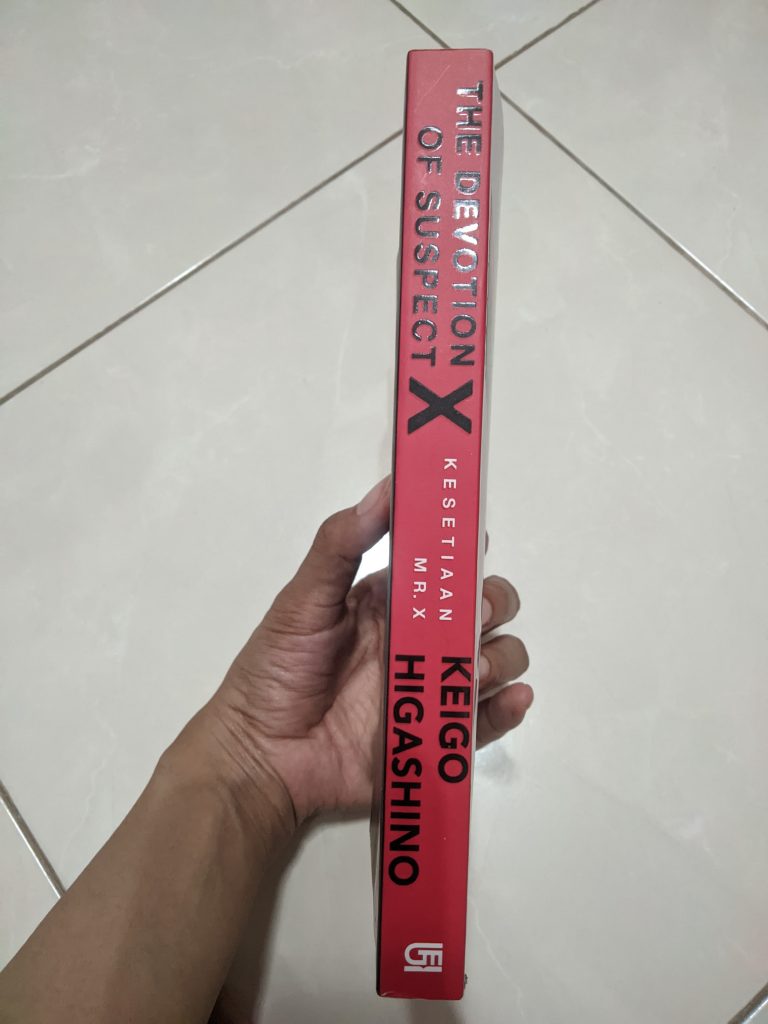 THE DEVOTION
OF SUSPECT
X
KESETIAAN
MR. X
KEIGO
HIGASHINO